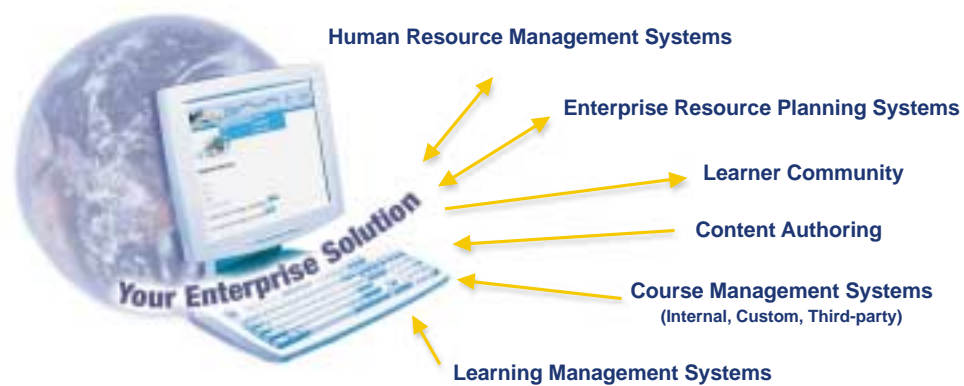 Human Resource Management Systems
Enterprise Resource Planning Systems
Learner Community
Content Authoring
Your Enterprise Solution
Course Management Systems
(Internal, Custom, Third-party)
Learning Management Systems